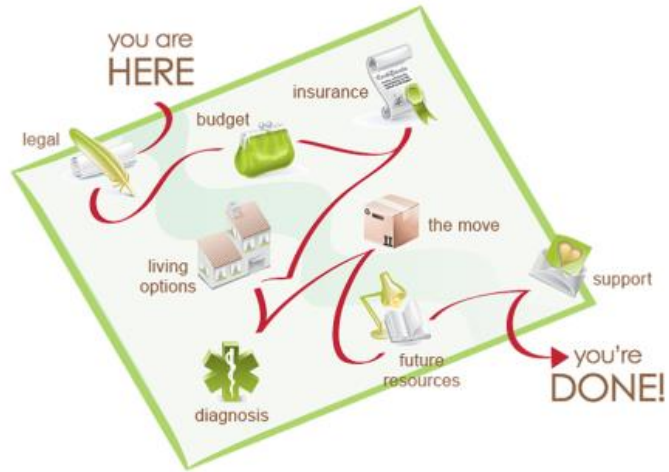 you are
HERE
legal
budget
insurance
living
options
the move
support
diagnosis
future
resources
you're
DONE!